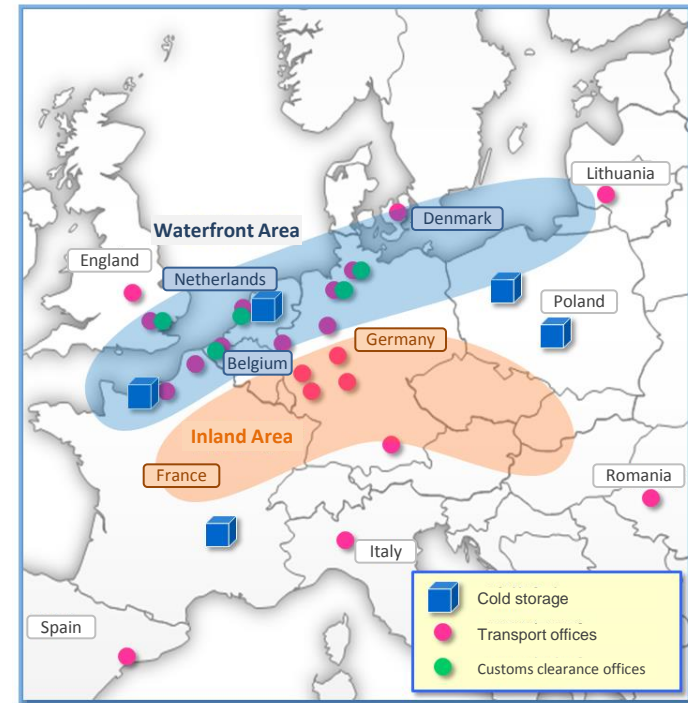 Lithuania
Denmark
Waterfront Area
England
Netherlands
Poland
Germany
Belgium
Inland Area
France
Romania
Italy
Spain
Cold storage
Transport offices
Customs clearance offices